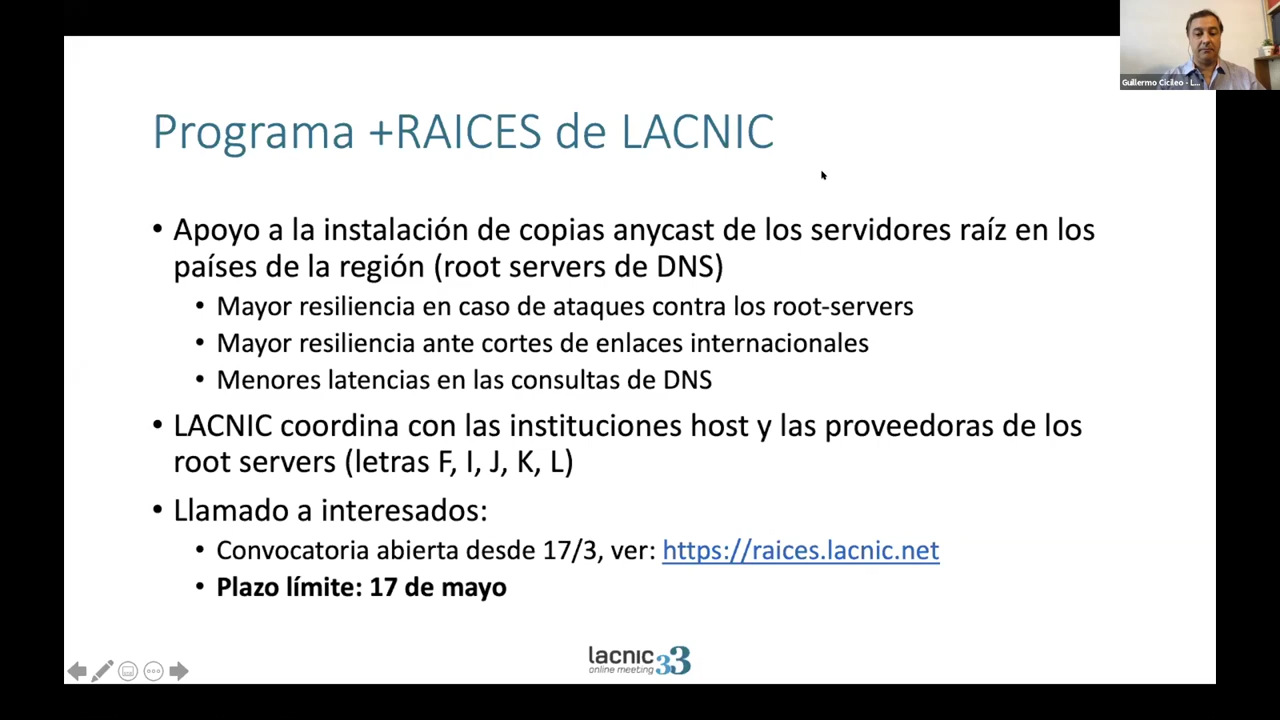 Guillermo Cicileo - L...
Programa +RAICES de LACNIC
• Apoyo a la instalación de copias anycast de los servidores raíz en los
países de la región (root servers de DNS)
• Mayor resiliencia en caso de ataques contra los root-servers
• Mayor resiliencia ante cortes de enlaces internacionales
• Menores latencias en las consultas de DNS
• LACNIC coordina con las instituciones host y las proveedoras de los
root servers (letras F, I, J, K, L)
• Llamado a interesados:
• Convocatoria abierta desde 17/3, ver: https://raices.lacnic.net
• Plazo límite: 17 de mayo
lacnic 33
online meeting